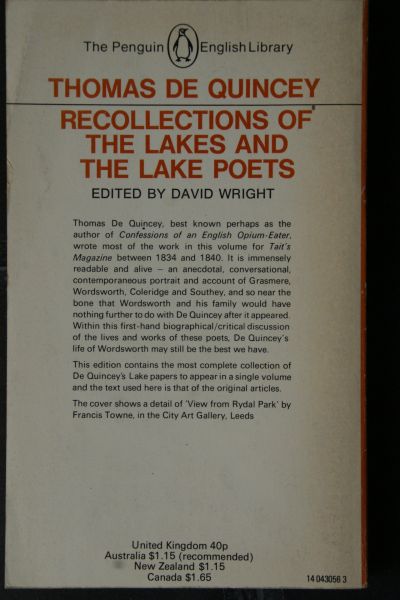 The Penguin English Library
THOMAS DE QUINCEY
RECOLLECTIONS OF
THE LAKES AND
THE LAKE POETS
EDITED BY DAVID WRIGHT
Thomas De Quincey, best known perhaps as the
author of Confessions of an English Opium-Eater,
wrote most of the work in this volume for Tait's
Magazine between 1834 and 1840. It is immensely
readable and alive – an anecdotal, conversational,
contemporaneous portrait and account of Grasmere,
Wordsworth, Coleridge and Southey, and so near the
bone that Wordsworth and his family would have
nothing further to do with De Quincey after it appeared.
Within this first-hand biographical/critical discussion
of the lives and works of these poets, De Quincey's
life of Wordsworth may still be the best we have.
This edition contains the most complete collection of
De Quincey's Lake papers to appear in a single volume
and the text used here is that of the original articles.
The cover shows a detail of 'View from Rydal Park' by
Francis Towne, in the City Art Gallery, Leeds
United Kingdom 40p
Australia $1.15 (recommended)
New Zealand $1.15
Canada $1.65
14 043056 3